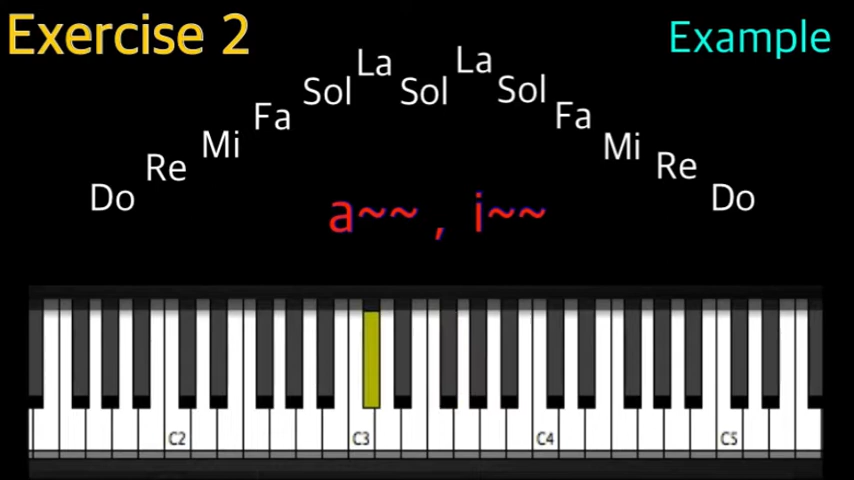 Exercise 2
Example
Do Re Mi Fa Sol La Sol La Sol Fa Mi Re Do
a~~ , i~~
C2 C3 C4 C5